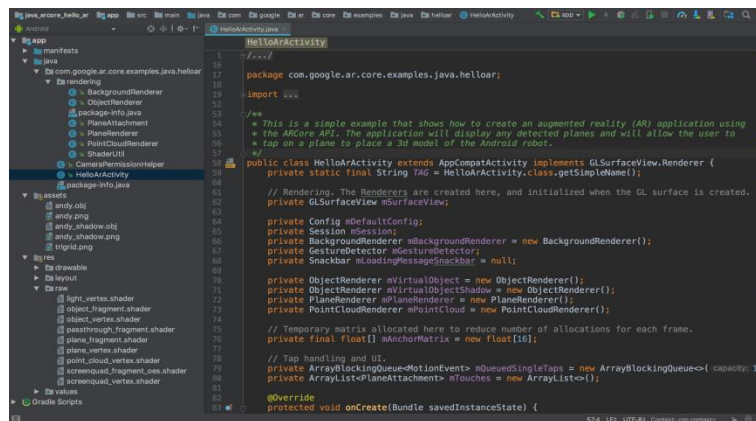 java_arcore_hello_ar app src main java com google ar core examples java helloar HelloArActivity app
Android
HelloArActivity.java
app
manifests
java
com.google.ar.core.examples.java.helloar
rendering
BackgroundRenderer
ObjectRenderer
package-info.java
PlaneAttachment
PlaneRenderer
PointCloudRenderer
ShaderUtil
CameraPermissionHelper
HelloArActivity
package-info.java
assets
andy.obj
andy.png
andy_shadow.obj
andy_shadow.png
trigrid.png
res
drawable
layout
raw
light_vertex.shader
object_fragment.shader
object_vertex.shader
passthrough_fragment.shader
plane_fragment.shader
plane_vertex.shader
point_cloud_vertex.shader
screenquad_fragment_oes.shader
screenquad_vertex.shader
values
Gradle Scripts
HelloArActivity
1 /.../
16
17 package com.google.ar.core.examples.java.helloar;
18
19 import ...
52
53 /**
54 * This is a simple example that shows how to create an augmented reality (AR) application using
55 * the ARCore API. The application will display any detected planes and will allow the user to
56 * tap on a plane to place a 3d model of the Android robot.
57 */
58 public class HelloArActivity extends AppCompatActivity implements GLSurfaceView.Renderer {
59 private static final String TAG = HelloArActivity.class.getSimpleName();
60
61 // Rendering. The Renderers are created here, and initialized when the GL surface is created.
62 private GLSurfaceView mSurfaceView;
63
64 private Config mDefaultConfig;
65 private Session mSession;
66 private BackgroundRenderer mBackgroundRenderer = new BackgroundRenderer();
67 private GestureDetector mGestureDetector;
68 private Snackbar mLoadingMessageSnackbar = null;
69
70 private ObjectRenderer mVirtualObject = new ObjectRenderer();
71 private ObjectRenderer mVirtualObjectShadow = new ObjectRenderer();
72 private PlaneRenderer mPlaneRenderer = new PlaneRenderer();
73 private PointCloudRenderer mPointCloud = new PointCloudRenderer();
74
75 // Temporary matrix allocated here to reduce number of allocations for each frame.
76 private final float[] mAnchorMatrix = new float[16];
77
78 // Tap handling and UI.
79 private ArrayBlockingQueue<MotionEvent> mQueuedSingleTaps = new ArrayBlockingQueue<>( capacity: 1
80 private ArrayList<PlaneAttachment> mTouches = new ArrayList<>();
81
82 @Override
83 protected void onCreate(Bundle savedInstanceState) {
57:4 LF÷ UTF-8÷ Context: <no context>